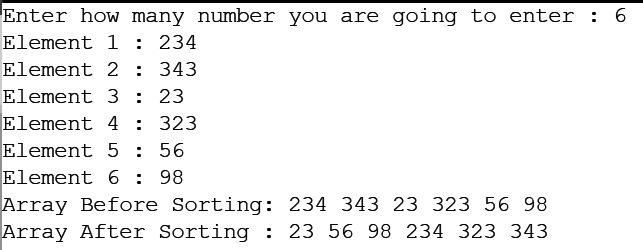 Enter how many number you are going to enter : 6
Element 1 : 234
Element 2 : 343
Element 3 : 23
Element 4 : 323
Element 5 : 56
Element 6 : 98
Array Before Sorting: 234 343 23 323 56 98
Array After Sorting : 23 56 98 234 323 343